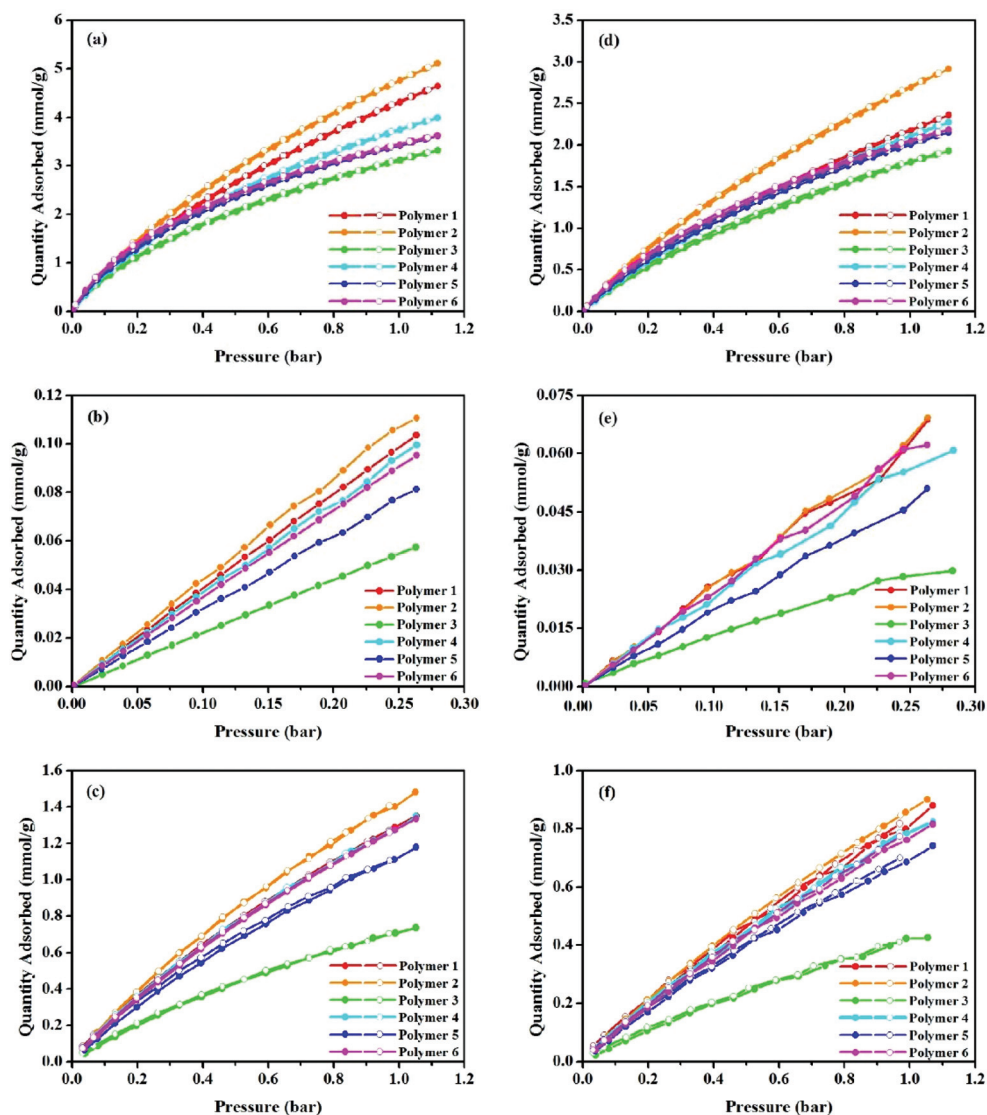 (a)
Quantity Adsorbed (mmol/g)
6
5
4
3
2
1
0
Polymer 1
Polymer 2
Polymer 3
Polymer 4
Polymer 5
Polymer 6
0.0 0.2 0.4 0.6 0.8 1.0 1.2
Pressure (bar)
(d)
Quantity Adsorbed (mmol/g)
3.5
3.0
2.5
2.0
1.5
1.0
0.5
0.0
Polymer 1
Polymer 2
Polymer 3
Polymer 4
Polymer 5
Polymer 6
0.0 0.2 0.4 0.6 0.8 1.0 1.2
Pressure (bar)
(b)
Quantity Adsorbed (mmol/g)
0.12
0.10
0.08
0.06
0.04
0.02
0.00
Polymer 1
Polymer 2
Polymer 3
Polymer 4
Polymer 5
Polymer 6
0.00 0.05 0.10 0.15 0.20 0.25 0.30
Pressure (bar)
(e)
Quantity Adsorbed (mmol/g)
0.075
0.060
0.045
0.030
0.015
0.000
Polymer 1
Polymer 2
Polymer 3
Polymer 4
Polymer 5
Polymer 6
0.00 0.05 0.10 0.15 0.20 0.25 0.30
Pressure (bar)
(c)
Quantity Adsorbed (mmol/g)
1.6
1.4
1.2
1.0
0.8
0.6
0.4
0.2
0.0
Polymer 1
Polymer 2
Polymer 3
Polymer 4
Polymer 5
Polymer 6
0.0 0.2 0.4 0.6 0.8 1.0 1.2
Pressure (bar)
(f)
Quantity Adsorbed (mmol/g)
1.0
0.8
0.6
0.4
0.2
0.0
Polymer 1
Polymer 2
Polymer 3
Polymer 4
Polymer 5
Polymer 6
0.0 0.2 0.4 0.6 0.8 1.0 1.2
Pressure (bar)